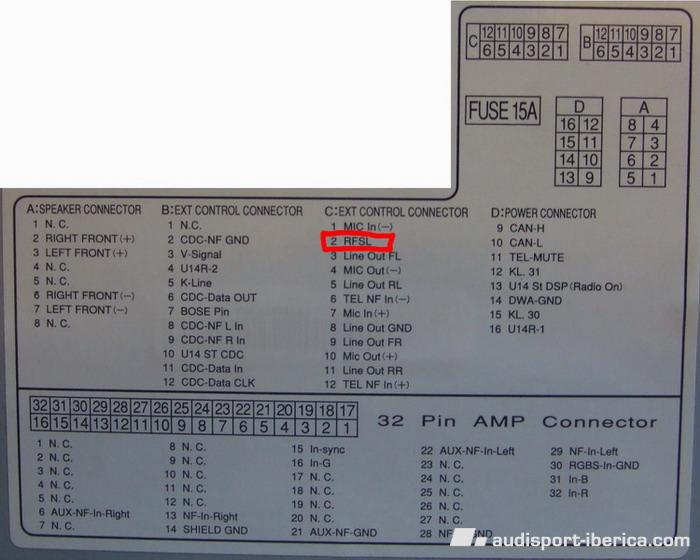 C 12 11 10 9 8 7
6 5 4 3 2 1
B 12 11 10 9 8 7
6 5 4 3 2 1
FUSE 15A
D
16 12
15 11
14 10
13 9
A
8 4
7 3
6 2
5 1
A:SPEAKER CONNECTOR
1 N. C.
2 RIGHT FRONT(+)
3 LEFT FRONT(+)
4 N. C.
5 N. C.
6 RIGHT FRONT(-)
7 LEFT FRONT(-)
8 N. C.
B:EXT CONTROL CONNECTOR
1 N.C.
2 CDC-NF GND
3 V-Signal
4 U14R-2
5 K-Line
6 CDC-Data OUT
7 BOSE Pin
8 CDC-NF L In
9 CDC-NF R In
10 U14 ST CDC
11 CDC-Data In
12 CDC-Data CLK
C:EXT CONTROL CONNECTOR
1 MIC In(-)
2 RFSL
3 Line Out FL
4 MIC Out(-)
5 Line Out RL
6 TEL NF In(-)
7 Mic In(+)
8 Line Out GND
9 Line Out FR
10 Mic Out(+)
11 Line Out RR
12 TEL NF In(+)
D:POWER CONNECTOR
9 CAN-H
10 CAN-L
11 TEL-MUTE
12 KL. 31
13 U14 St DSP(Radio On)
14 DWA-GND
15 KL. 30
16 U14R-1
32 31 30 29 28 27 26 25 24 23 22 21 20 19 18 17
16 15 14 13 12 11 10 9 8 7 6 5 4 3 2 1
32 Pin AMP Connector
1 N. C.
2 N. C.
3 N. C.
4 N. C.
5 N. C.
6 AUX-NF-In-Right
7 N. C.
8 N. C.
9 N. C.
10 N. C.
11 N. C.
12 N. C.
13 NF-In-Right
14 SHIELD GND
15 In-sync
16 In-G
17 N. C.
18 N. C.
19 N. C.
20 N. C.
21 AUX-NF-GND
22 AUX-NF-In-Left
23 N. C.
24 N. C.
25 N. C.
26 N. C.
27 N. C.
28 NF GND
29 NF-In-Left
30 RGBS-In-GND
31 In-B
32 In-R
audisport-iberica.com